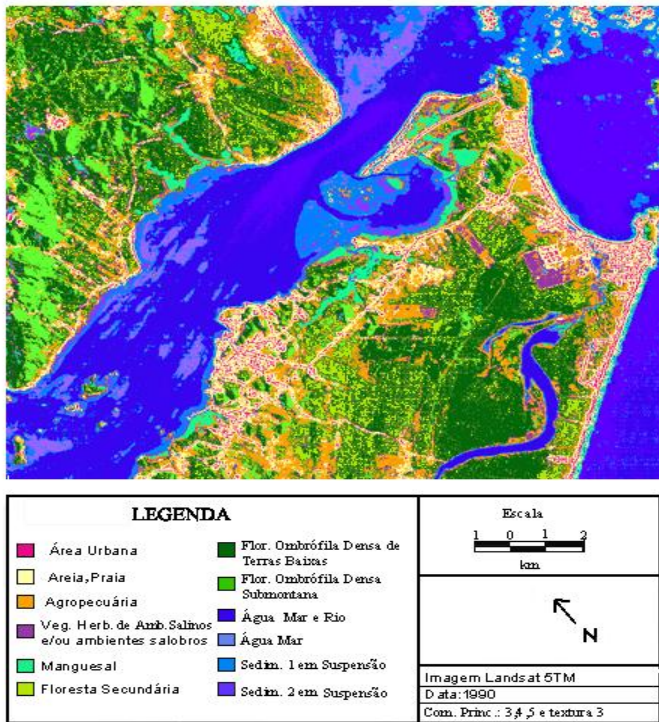 LEGENDA
Área Urbana
Areia,Praia
Agropecuária
Veg. Herb. de Amb.Salinos
e/ou ambientes salobros
Manguesal
Floresta Secundária
Flor. Ombrófila Densa de
Terras Baixas
Flor. Ombrófila Densa
Submontana
Água Mar e Rio
Água Mar
Sedim. 1 em Suspensão
Sedim. 2 em Suspensão
Escala
1 0 1 2
km
N
Imagem Landsat 5TM
Data:1990
Com. Princ.: 3,4,5 e textura 3